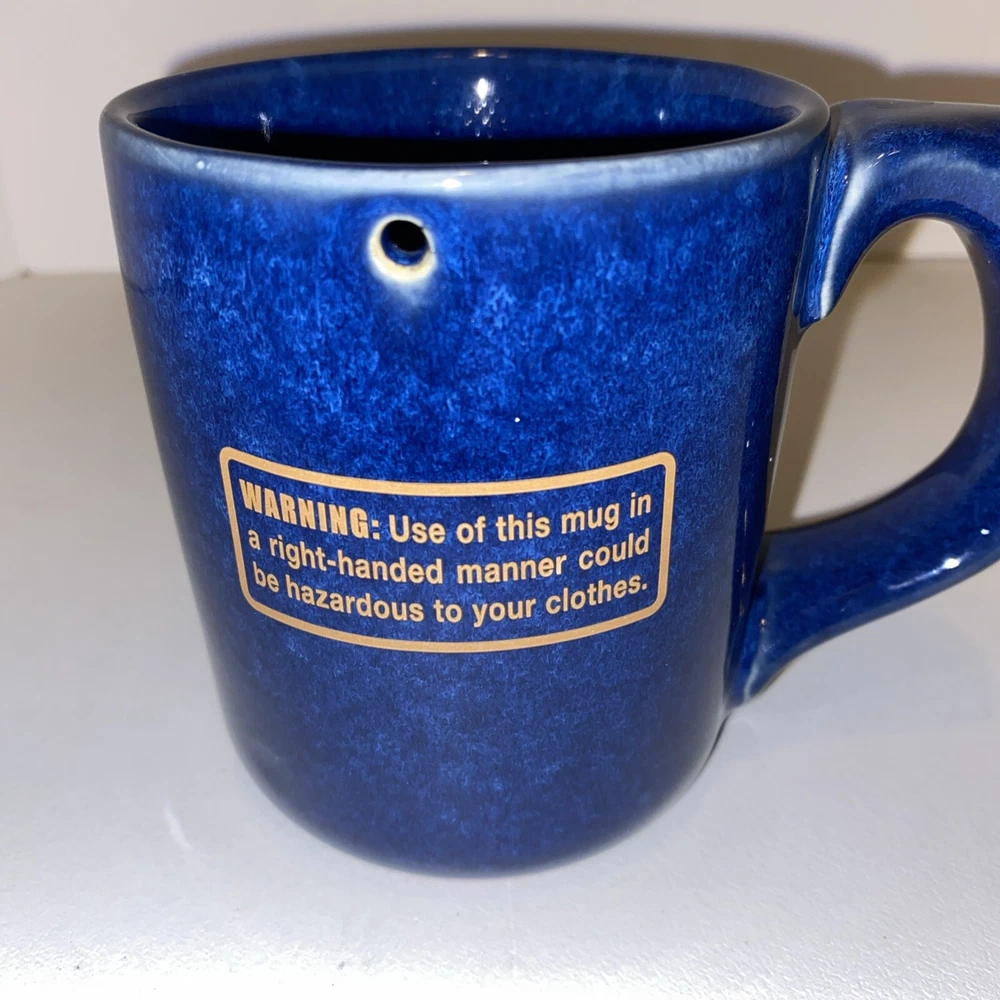 WARNING: Use of this mug in
a right-handed manner could
be hazardous to your clothes.